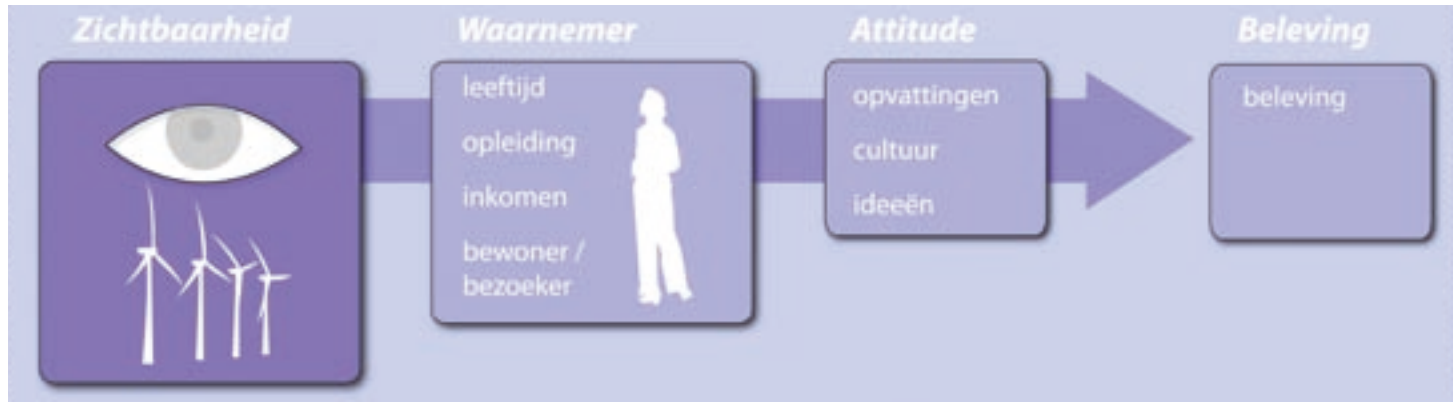 Zichtbaarheid
Waarnemer
leeftijd
opleiding
inkomen
bewoner /
bezoeker
Attitude
opvattingen
cultuur
ideeën
Beleving
beleving